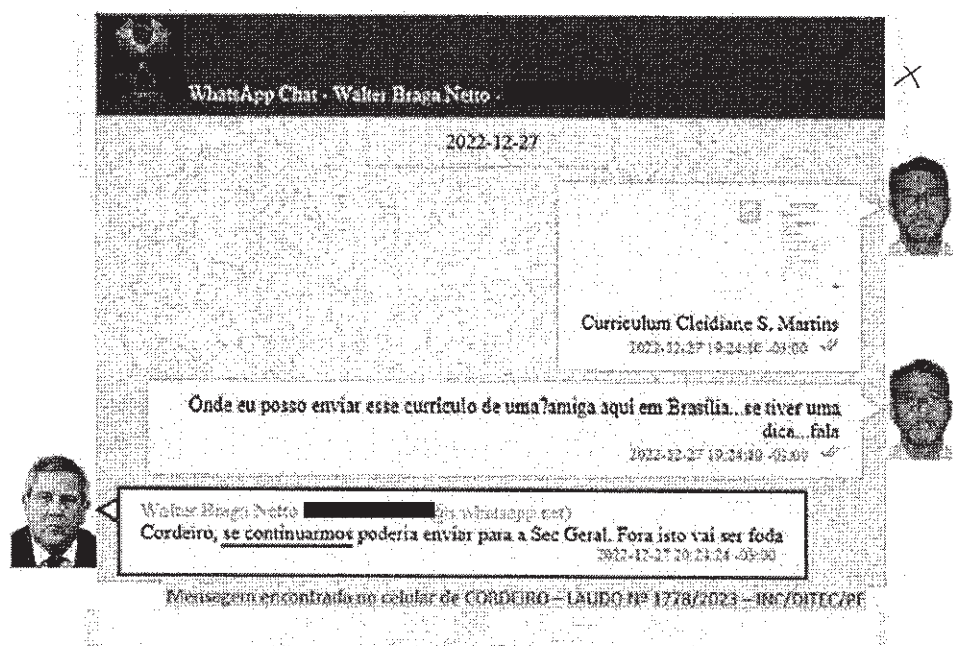 WhatsApp Chat - Walter Braga Netto -
2022-12-27
Curriculum Cleidiane S. Martins
2022-12-27 19:24:10 -03:00
Onde eu posso enviar esse currículo de uma?amiga aqui em Brasília...se tiver uma
dica...fala
2022-12-27 19:24:10 -03:00
Walter Braga Netto s.whatsapp.net)
Cordeiro, se continuarmos poderia enviar para a Sec Geral. Fora isto vai ser foda
2022-12-27 20:23:24 -03:00
Mensagem encontrada no celular de CORDEIRO – LAUDO Nº 1778/2023 – INC/DITEC/PF